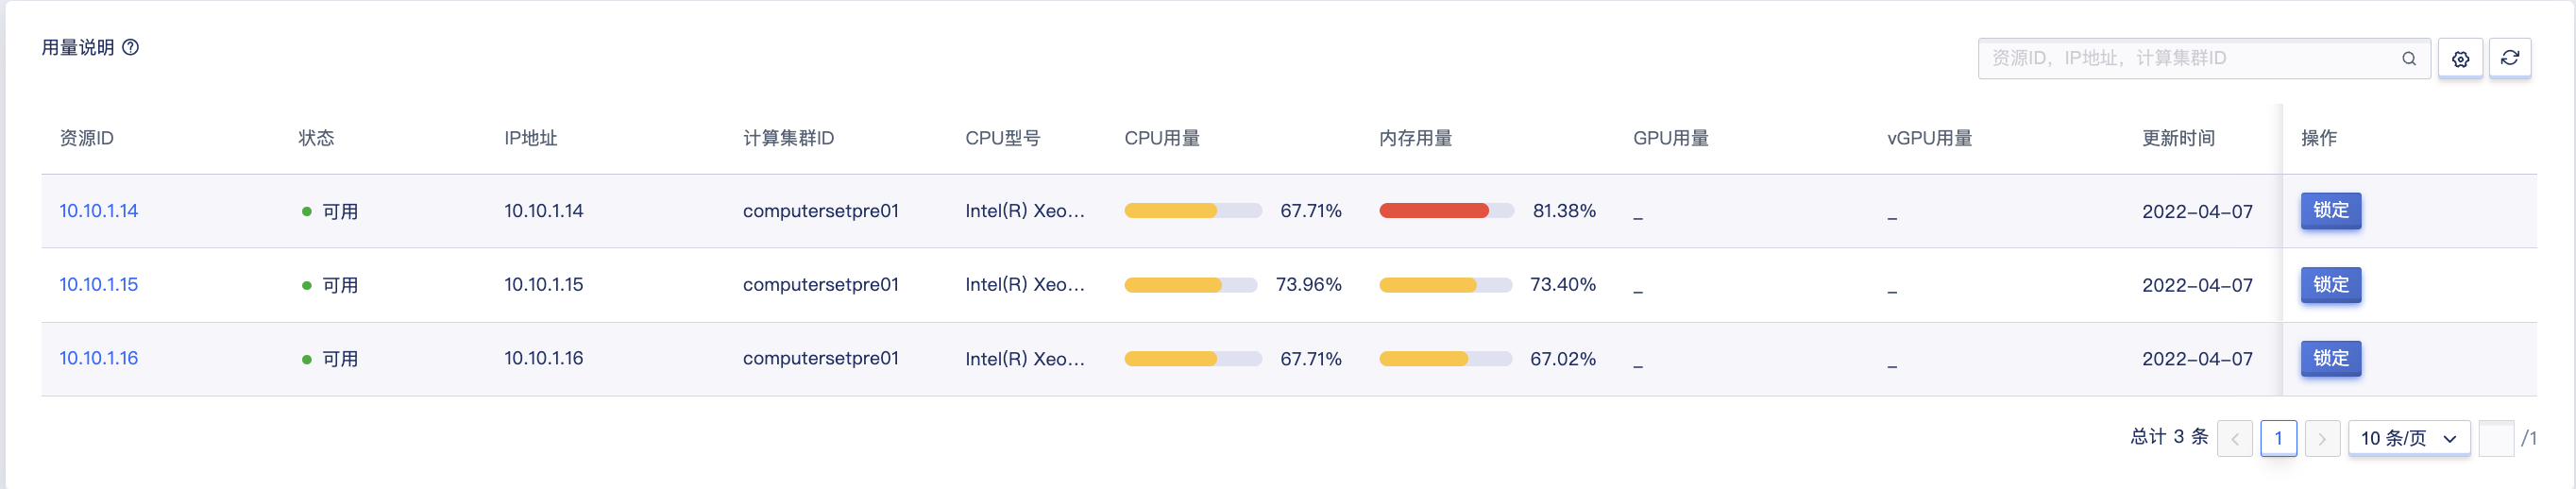 用量说明
资源ID，IP地址，计算集群ID
资源ID 状态 IP地址 计算集群ID CPU型号 CPU用量 内存用量 GPU用量 vGPU用量 更新时间 操作
10.10.1.14 可用 10.10.1.14 computersetpre01 Intel(R) Xeo... 67.71% 81.38% _ _ 2022-04-07 锁定
10.10.1.15 可用 10.10.1.15 computersetpre01 Intel(R) Xeo... 73.96% 73.40% _ _ 2022-04-07 锁定
10.10.1.16 可用 10.10.1.16 computersetpre01 Intel(R) Xeo... 67.71% 67.02% _ _ 2022-04-07 锁定
总计 3 条 1 10 条/页 /1